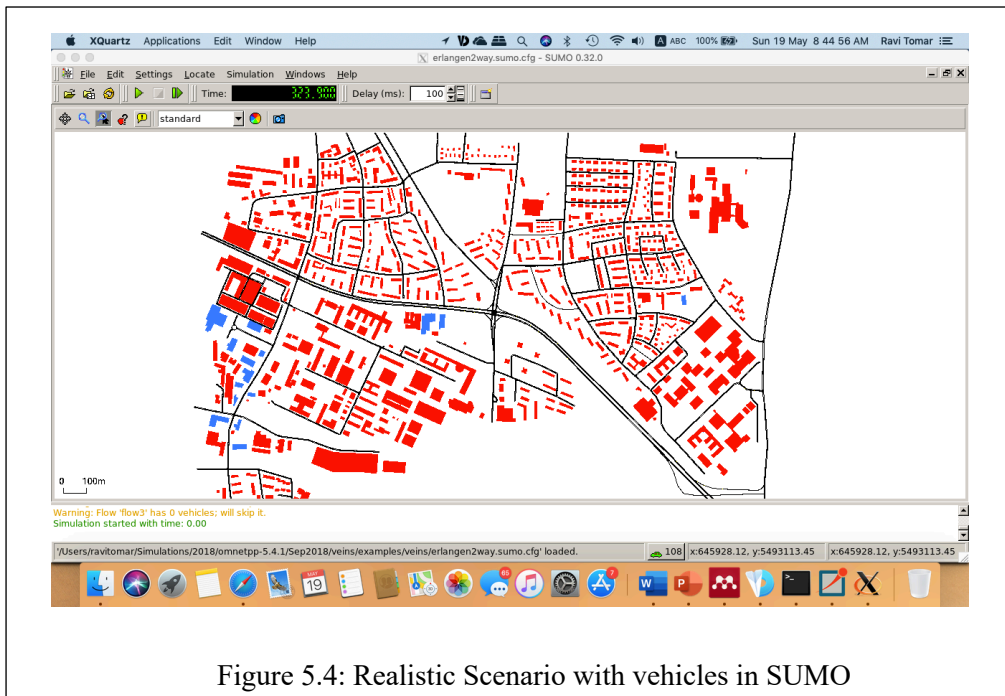 XQuartz Applications Edit Window Help A ABC 100% Sun 19 May 8 44 56 AM Ravi Tomar
erlangen2way.sumo.cfg - SUMO 0.32.0
File Edit Settings Locate Simulation Windows Help
Time: 323.900 Delay (ms): 100
standard
0 100m
Warning: Flow 'flow3' has 0 vehicles; will skip it.
Simulation started with time: 0.00
'/Users/ravitomar/Simulations/2018/omnetpp-5.4.1/Sep2018/veins/examples/veins/erlangen2way.sumo.cfg' loaded. 108 x:645928.12, y:5493113.45 x:645928.12, y:5493113.45
MAY
19
Figure 5.4: Realistic Scenario with vehicles in SUMO